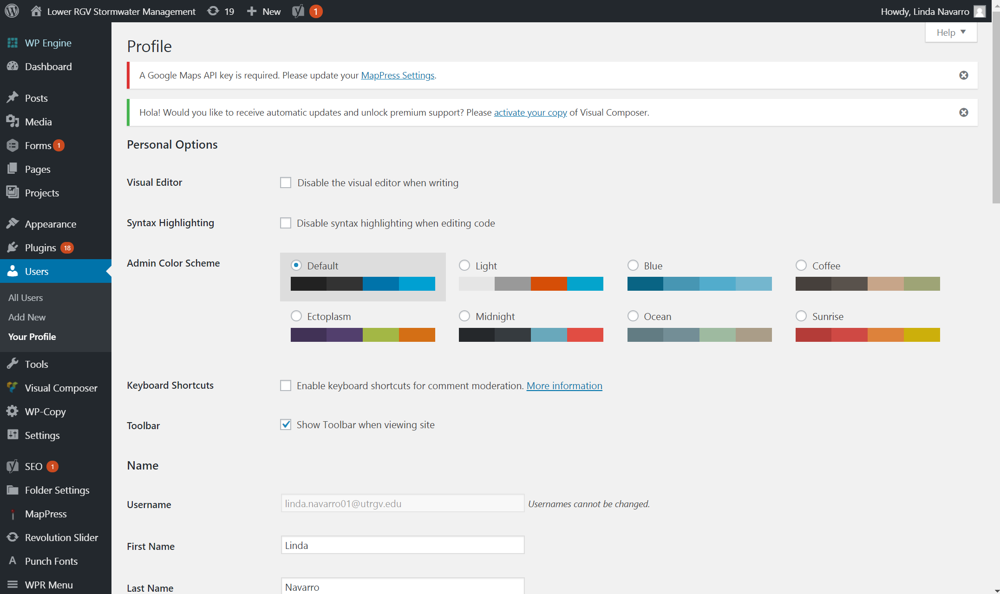 Lower RGV Stormwater Management 19 New 1 Howdy, Linda Navarro
WP Engine
Dashboard
Posts
Media
Forms 1
Pages
Projects
Appearance
Plugins 18
Users
All Users
Add New
Your Profile
Tools
Visual Composer
WP-Copy
Settings
SEO 1
Folder Settings
MapPress
Revolution Slider
Punch Fonts
WPR Menu
Help
Profile
A Google Maps API key is required. Please update your MapPress Settings.
Hola! Would you like to receive automatic updates and unlock premium support? Please activate your copy of Visual Composer.
Personal Options
Visual Editor Disable the visual editor when writing
Syntax Highlighting Disable syntax highlighting when editing code
Admin Color Scheme Default Light Blue Coffee
Ectoplasm Midnight Ocean Sunrise
Keyboard Shortcuts Enable keyboard shortcuts for comment moderation. More information
Toolbar Show Toolbar when viewing site
Name
Username linda.navarro01@utrgv.edu Usernames cannot be changed.
First Name Linda
Last Name Navarro